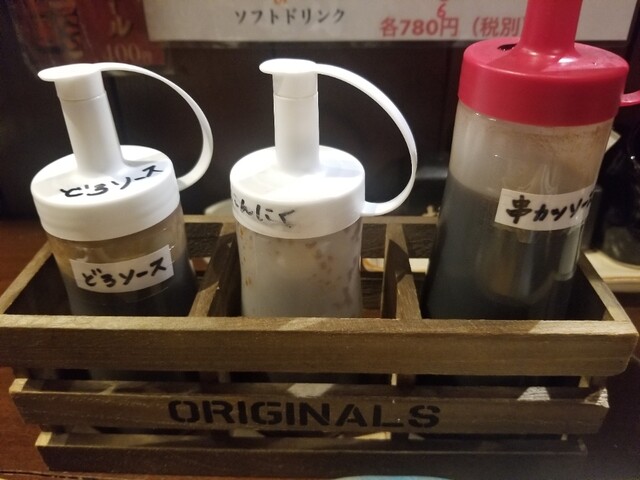 ソフトドリンク
各780円（税別
どろソース
どろソース
んにく
串カツソース
ORIGINALS